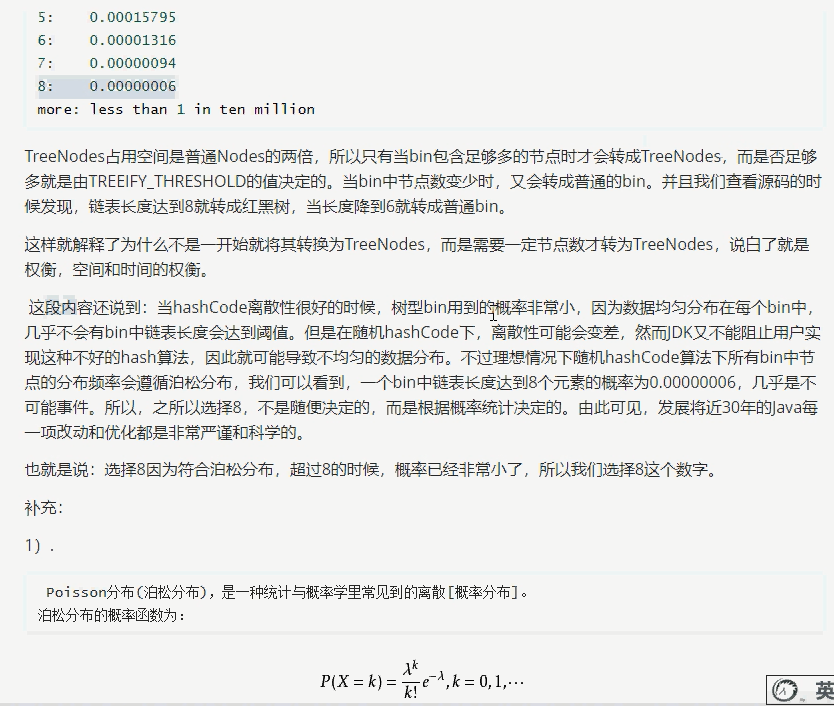 5:    0.00015795
6:    0.00001316
7:    0.00000094
8:    0.00000006
more: less than 1 in ten million
TreeNodes占用空间是普通Nodes的两倍，所以只有当bin包含足够多的节点时才会转成TreeNodes，而是否足够
多就是由TREEIFY_THRESHOLD的值决定的。当bin中节点数变少时，又会转成普通的bin。并且我们查看源码的时
候发现，链表长度达到8就转成红黑树，当长度降到6就转成普通bin。
这样就解释了为什么不是一开始就将其转换为TreeNodes，而是需要一定节点数才转为TreeNodes，说白了就是
权衡，空间和时间的权衡。
这段内容还说到：当hashCode离散性很好的时候，树型bin用到的概率非常小，因为数据均匀分布在每个bin中，
几乎不会有bin中链表长度会达到阈值。但是在随机hashCode下，离散性可能会变差，然而JDK又不能阻止用户实
现这种不好的hash算法，因此就可能导致不均匀的数据分布。不过理想情况下随机hashCode算法下所有bin中节
点的分布频率会遵循泊松分布，我们可以看到，一个bin中链表长度达到8个元素的概率为0.00000006，几乎是不
可能事件。所以，之所以选择8，不是随便决定的，而是根据概率统计决定的。由此可见，发展将近30年的Java每
一项改动和优化都是非常严谨和科学的。
也就是说：选择8因为符合泊松分布，超过8的时候，概率已经非常小了，所以我们选择8这个数字。
补充：
1）.
Poisson分布(泊松分布)，是一种统计与概率学里常见到的离散[概率分布]。
泊松分布的概率函数为：
P(X = k) = λ^k/k! e^{-λ}, k = 0, 1, ⋯
英